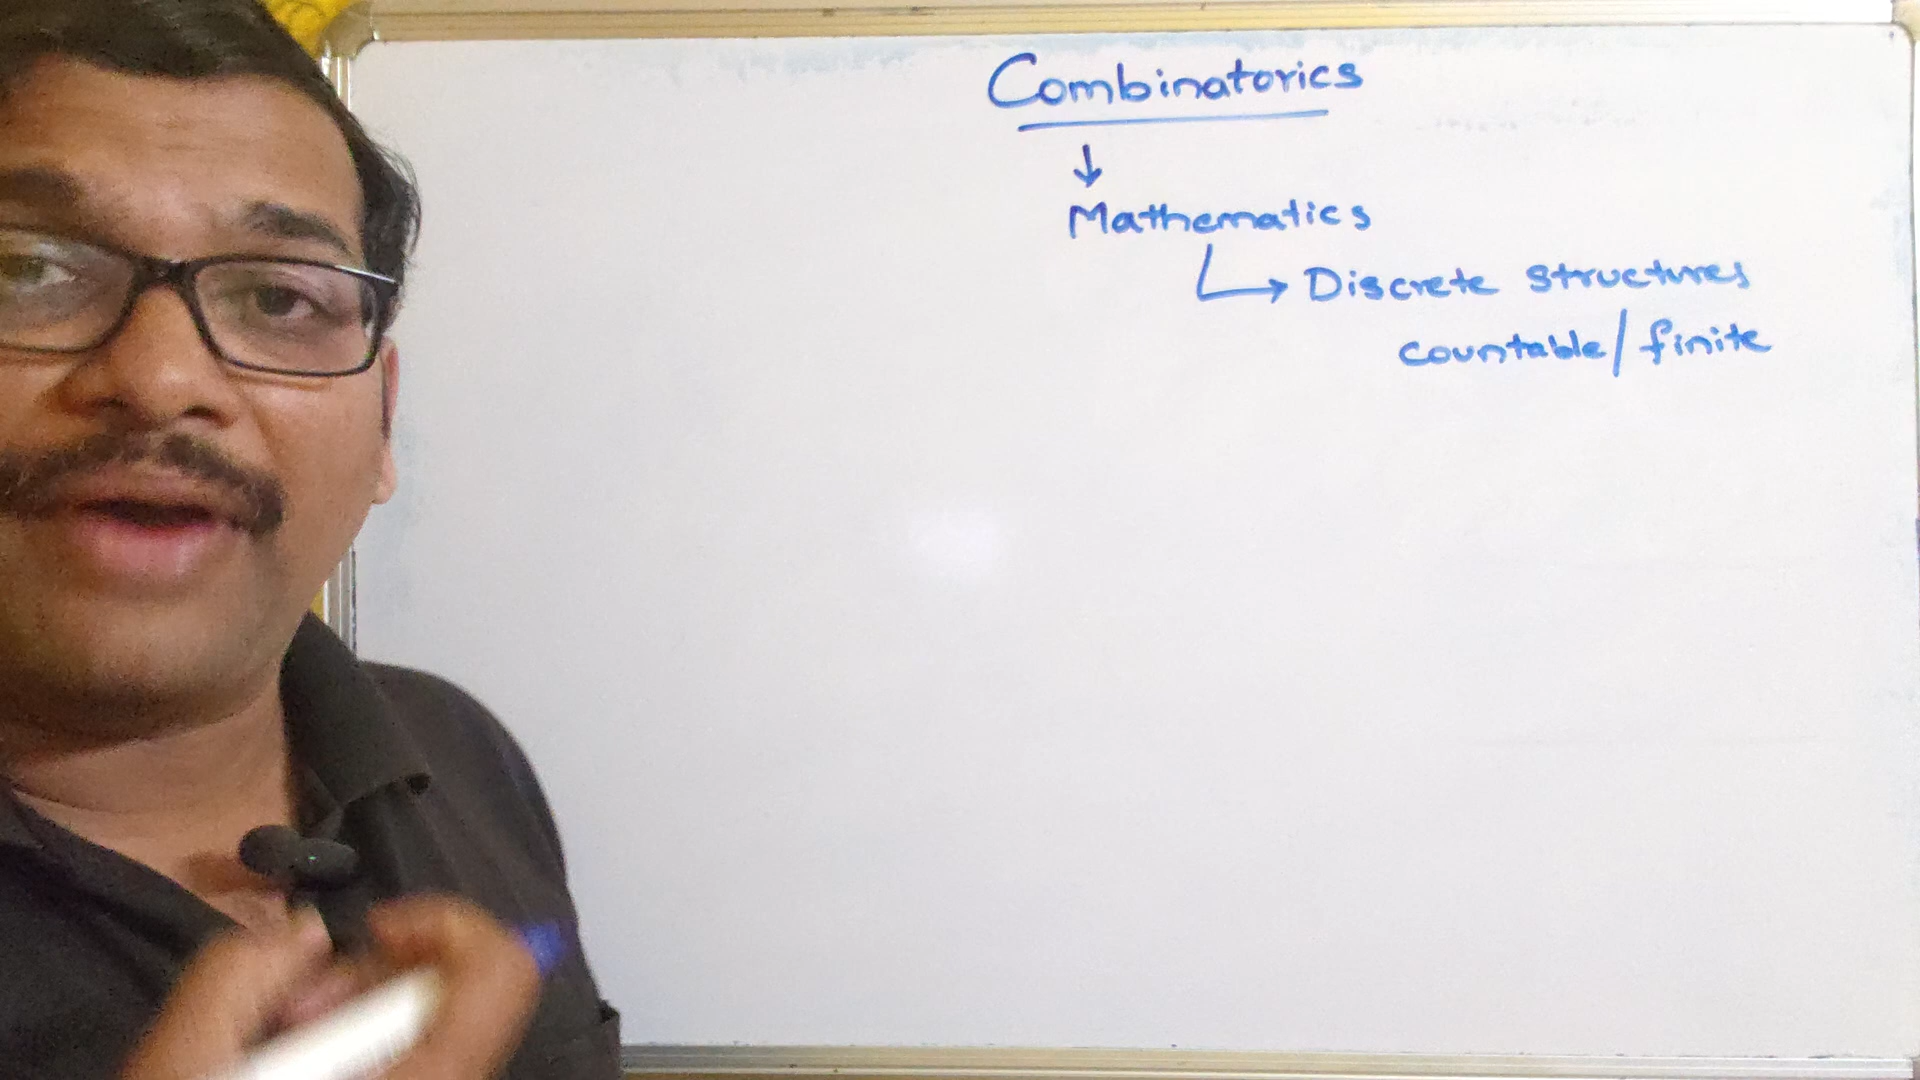 Combinatorics
↓
Mathematics
→ Discrete structures
countable/finite